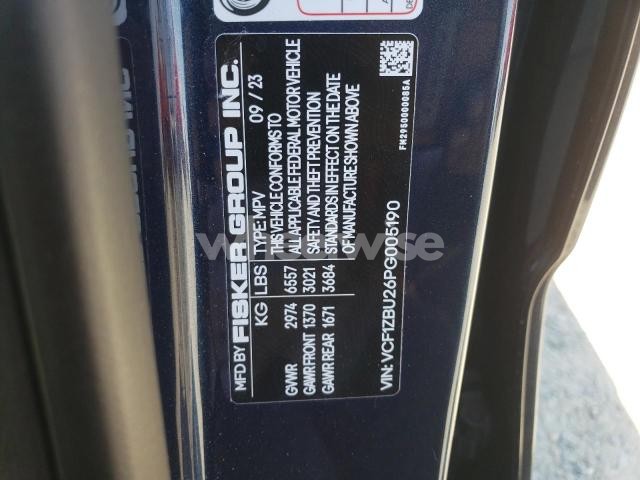 MFD BY FISKER GROUP INC.
TYPE: MPV 09 / 23
KG LBS THIS VEHICLE CONFORMS TO
GVWR 2974 6557 ALL APPLICABLE FEDERAL MOTOR VEHICLE
GAWR FRONT 1370 3021 SAFETY AND THEFT PREVENTION
GAWR REAR 1671 3684 STANDARDS IN EFFECT ON THE DATE
OF MANUFACTURE SHOWN ABOVE
VIN: VCF1ZBU26PG005190
FM2950000085A